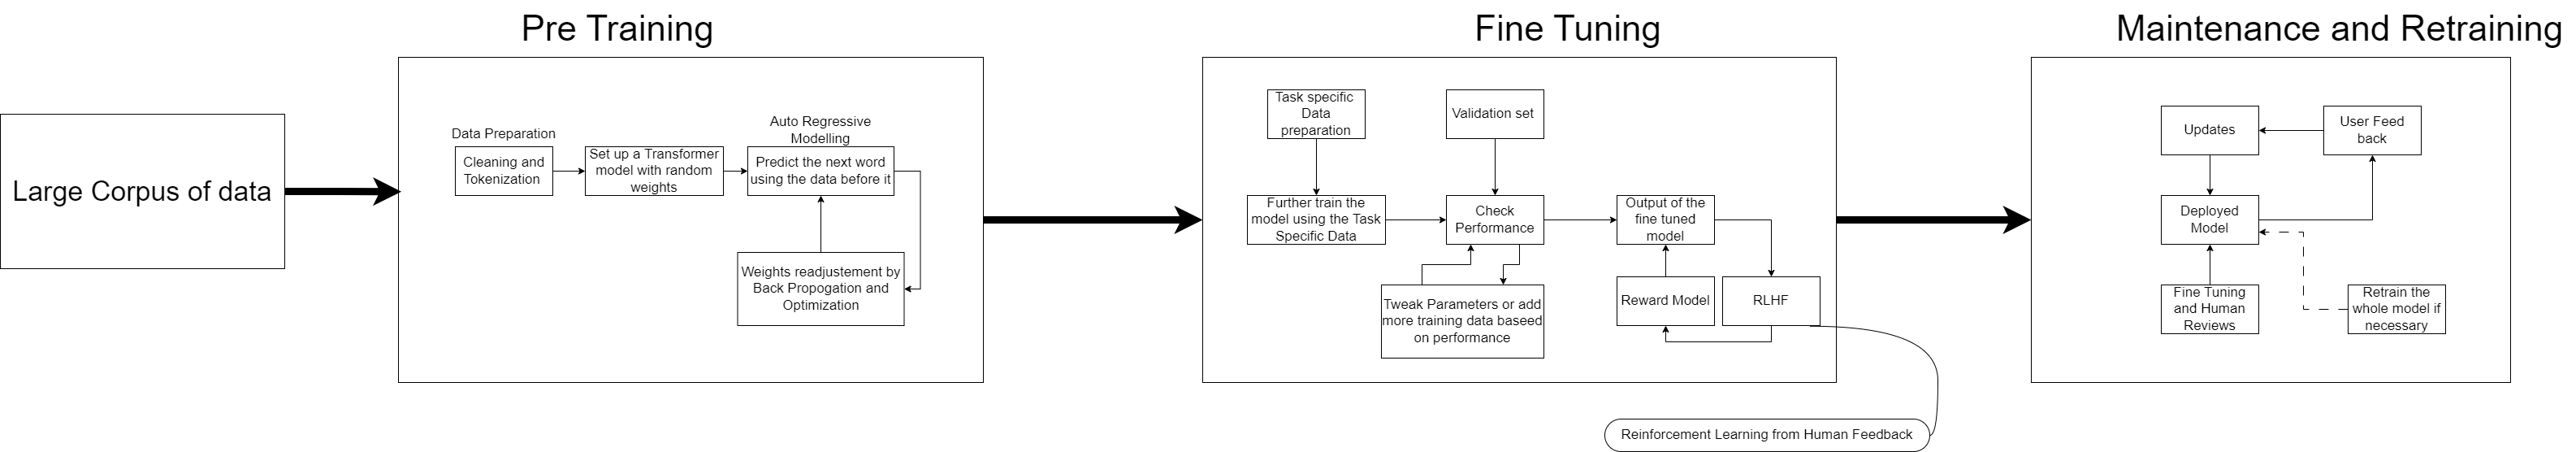 Pre Training
Fine Tuning
Maintenance and Retraining
Large Corpus of data
Data Preparation
Cleaning and
Tokenization
Set up a Transformer
model with random
weights
Auto Regressive
Modelling
Predict the next word
using the data before it
Weights readjustement by
Back Propogation and
Optimization
Task specific
Data
preparation
Validation set
Further train the
model using the Task
Specific Data
Check
Performance
Output of the
fine tuned
model
Tweak Parameters or add
more training data baseed
on performance
Reward Model
RLHF
Reinforcement Learning from Human Feedback
Updates
User Feed
back
Deployed
Model
Fine Tuning
and Human
Reviews
Retrain the
whole model if
necessary